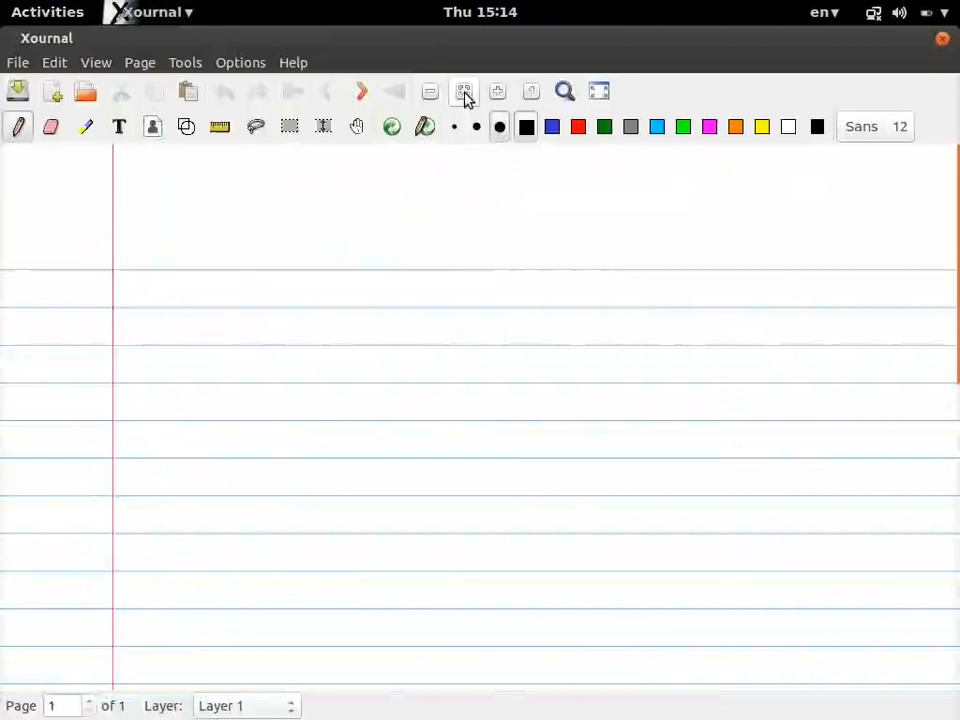 Activities Xournal ▾ Thu 15:14 en ▾
Xournal
File Edit View Page Tools Options Help
T Sans 12
Page 1 of 1 Layer: Layer 1